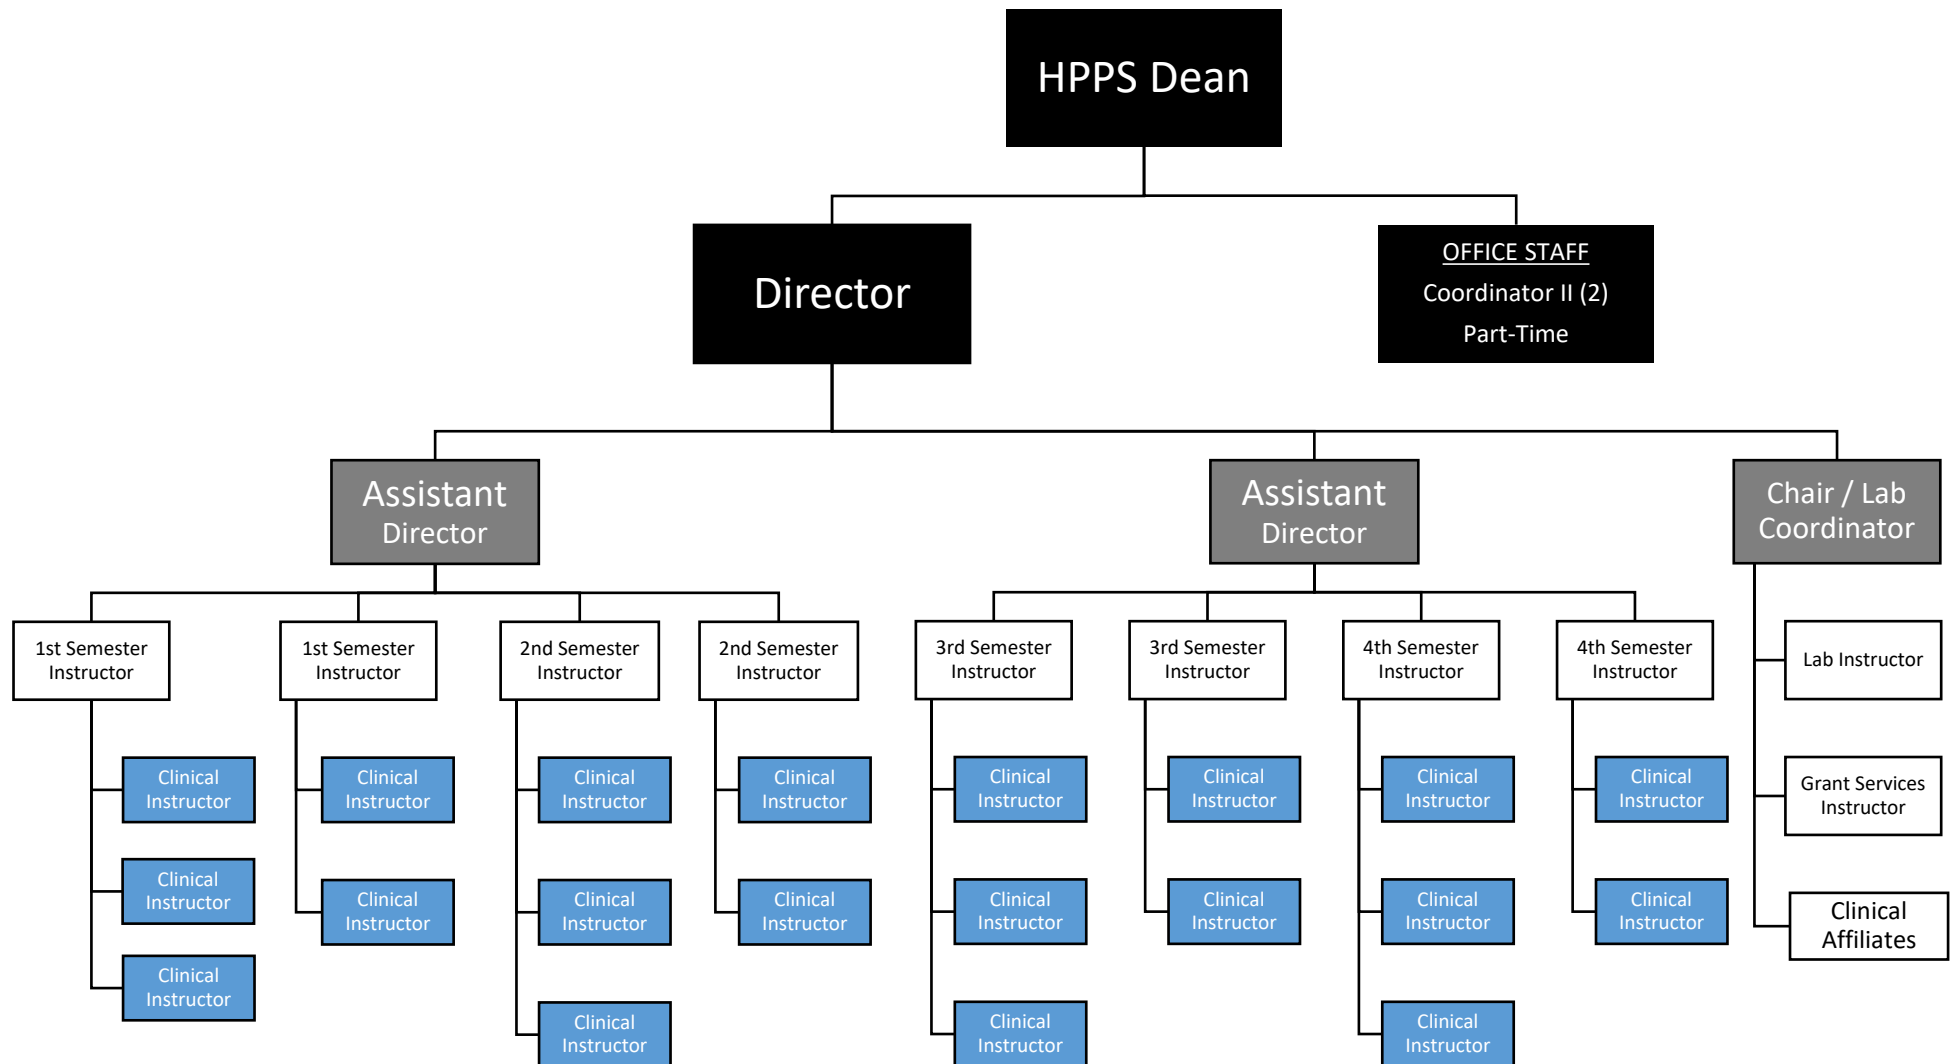 HPPS Dean
Director
OFFICE STAFF
Coordinator II (2)
Part-Time
Assistant
Director
Assistant
Director
Chair / Lab
Coordinator
1st Semester
Instructor
1st Semester
Instructor
2nd Semester
Instructor
2nd Semester
Instructor
3rd Semester
Instructor
3rd Semester
Instructor
4th Semester
Instructor
4th Semester
Instructor
Lab Instructor
Clinical
Instructor
Clinical
Instructor
Clinical
Instructor
Clinical
Instructor
Clinical
Instructor
Clinical
Instructor
Clinical
Instructor
Clinical
Instructor
Grant Services
Instructor
Clinical
Instructor
Clinical
Instructor
Clinical
Instructor
Clinical
Instructor
Clinical
Instructor
Clinical
Instructor
Clinical
Instructor
Clinical
Instructor
Clinical
Affiliates
Clinical
Instructor
Clinical
Instructor
Clinical
Instructor
Clinical
Instructor